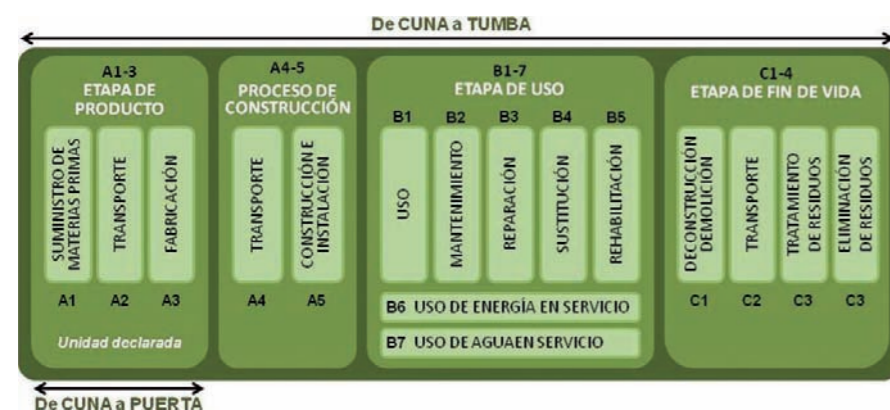 De CUNA a TUMBA
A1-3
ETAPA DE
PRODUCTO
SUMINISTRO DE
MATERIAS PRIMAS
TRANSPORTE
FABRICACIÓN
A1
A2
A3
Unidad declarada
A4-5
PROCESO DE
CONSTRUCCIÓN
TRANSPORTE
CONSTRUCCIÓN E
INSTALACIÓN
A4
A5
B1-7
ETAPA DE USO
B1
B2
B3
B4
B5
USO
MANTENIMIENTO
REPARACIÓN
SUSTITUCIÓN
REHABILITACIÓN
B6 USO DE ENERGÍA EN SERVICIO
B7 USO DE AGUAEN SERVICIO
C1-4
ETAPA DE FIN DE VIDA
DECONSTRUCCIÓN
DEMOLICIÓN
TRANSPORTE
TRATAMIENTO
DE RESIDUOS
ELIMINACIÓN
DE RESIDUOS
C1
C2
C3
C3
De CUNA a PUERTA